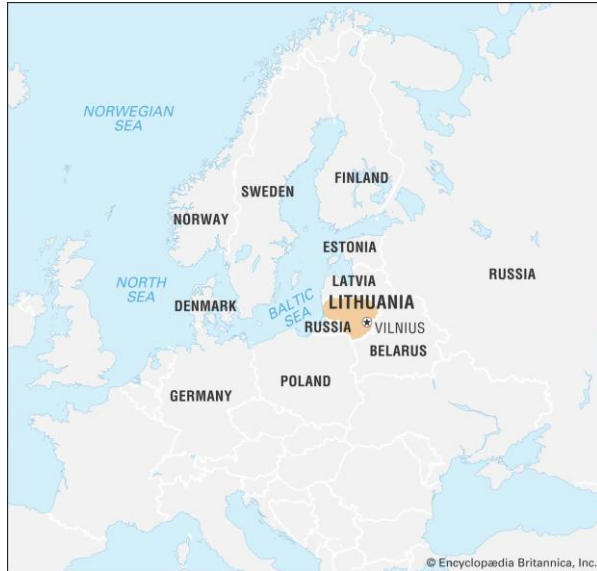 NORWEGIAN
SEA
FINLAND
SWEDEN
NORWAY
ESTONIA
RUSSIA
NORTH
SEA
LATVIA
DENMARK
BALTIC
SEA
LITHUANIA
RUSSIA
VILNIUS
BELARUS
POLAND
GERMANY
© Encyclopædia Britannica, Inc.